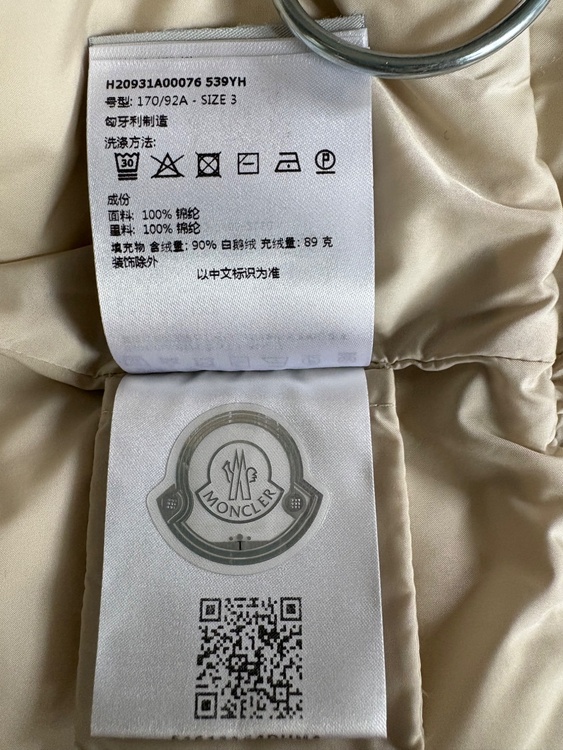 H20931A00076 539YH
号型: 170/92A - SIZE 3
匈牙利制造
洗涤方法:
30
P
成份
面料: 100% 锦纶
里料: 100% 锦纶
填充物 含绒量: 90% 白鹅绒 充绒量: 89 克
装饰除外
以中文标识为准
MONCLER